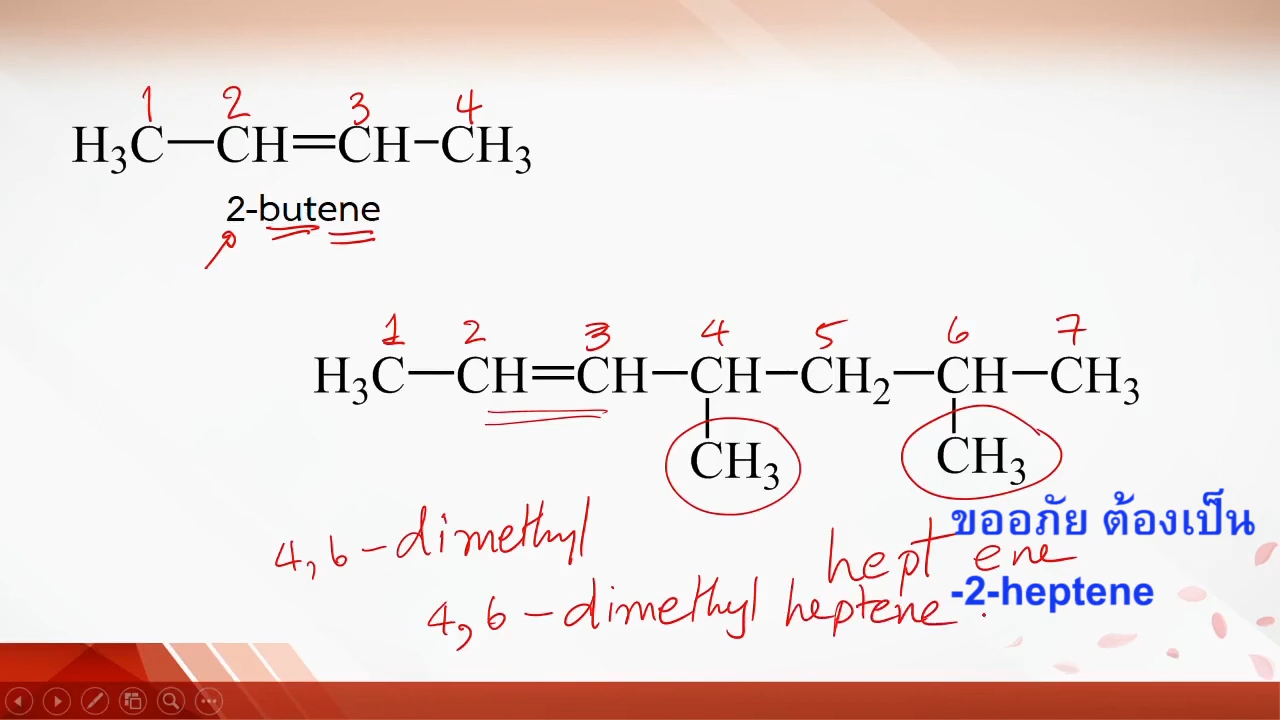 1 2 3 4
H₃C—CH=CH—CH₃
2-butene
1 2 3 4 5 6 7
H₃C—CH=CH—CH—CH₂—CH—CH₃
CH₃ CH₃
4,6-dimethyl
ขออภัย ต้องเป็น
hept ene
-2-heptene
4,6-dimethyl heptene